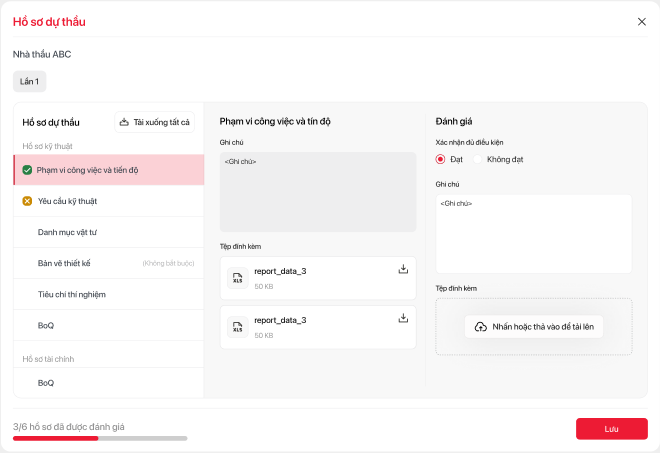 Hồ sơ dự thầu
Nhà thầu ABC
Lần 1
Hồ sơ dự thầu
Tải xuống tất cả
Hồ sơ kỹ thuật
Phạm vi công việc và tiến độ
Yêu cầu kỹ thuật
Danh mục vật tư
Bản vẽ thiết kế
(Không bắt buộc)
Tiêu chí thí nghiệm
BoQ
Hồ sơ tài chính
BoQ
Phạm vi công việc và tín độ
Ghi chú
<Ghi chú>
Tệp đính kèm
XLS
report_data_3
50 KB
XLS
report_data_3
50 KB
Đánh giá
Xác nhận đủ điều kiện
Đạt
Không đạt
Ghi chú
<Ghi chú>
Tệp đính kèm
Nhấn hoặc thả vào để tải lên
3/6 hồ sơ đã được đánh giá
Lưu